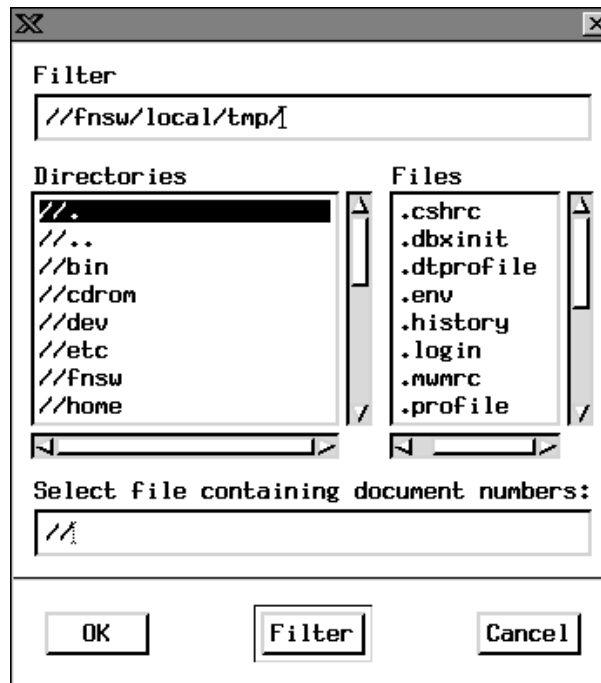 Filter
//fnsw/local/tmp/
Directories
//.
//..
//bin
//cdrom
//dev
//etc
//fnsw
//home
Files
.cshrc
.dbxinit
.dtprofile
.env
.history
.login
.mwmrc
.profile
Select file containing document numbers:
//
OK
Filter
Cancel